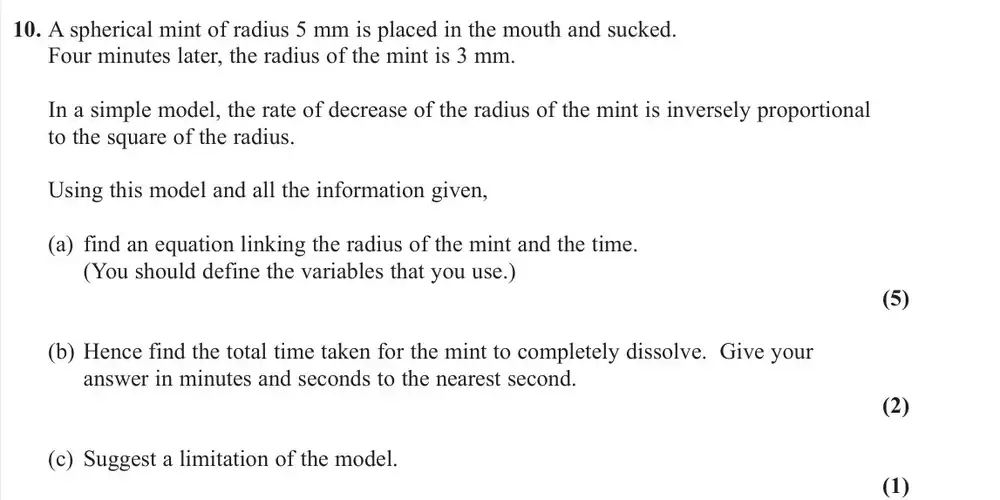 10. A spherical mint of radius 5 mm is placed in the mouth and sucked.
Four minutes later, the radius of the mint is 3 mm.
In a simple model, the rate of decrease of the radius of the mint is inversely proportional
to the square of the radius.
Using this model and all the information given,
(a) find an equation linking the radius of the mint and the time.
(You should define the variables that you use.)
(5)
(b) Hence find the total time taken for the mint to completely dissolve. Give your
answer in minutes and seconds to the nearest second.
(2)
(c) Suggest a limitation of the model.
(1)